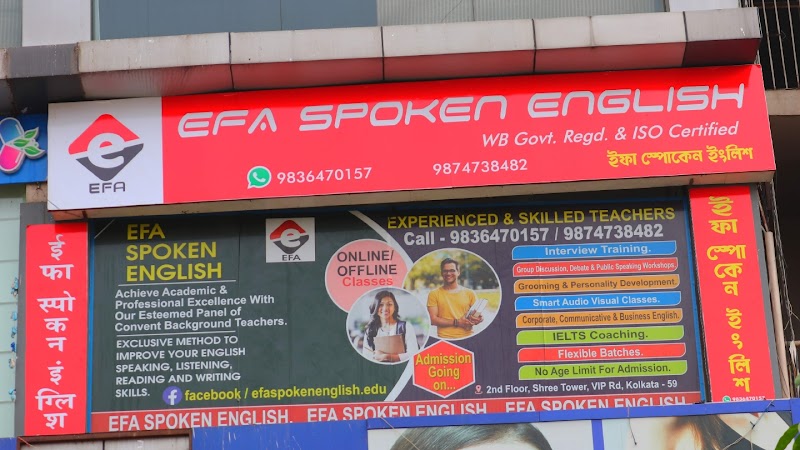 EFA SPOKEN ENGLISH
WB Govt. Regd. & ISO Certified
9836470157
9874738482
ইফা স্পোকেন ইংলিশ
EFA
ई फा स्पोकन इंग्लिश
EFA
SPOKEN
ENGLISH
Achieve Academic &
Professional Excellence With
Our Esteemed Panel of
Convent Background Teachers.
EXCLUSIVE METHOD TO
IMPROVE YOUR ENGLISH
SPEAKING, LISTENING,
READING AND WRITING
SKILLS.
facebook / efaspokenenglish.edu
EFA
ONLINE/
OFFLINE
Classes
Admission
Going
on...
EXPERIENCED & SKILLED TEACHERS
Call - 9836470157 / 9874738482
Interview Training.
Group Discussion, Debate & Public Speaking Workshops.
Grooming & Personality Development.
Smart Audio Visual Classes.
Corporate, Communicative & Business English.
IELTS Coaching.
Flexible Batches.
No Age Limit For Admission.
2nd Floor, Shree Tower, VIP Rd, Kolkata - 59
ইফা স্পোকেন ইংলিশ
9836470157
EFA SPOKEN ENGLISH. EFA SPOKEN ENGLISH. EFA SPOKEN ENGLISH.